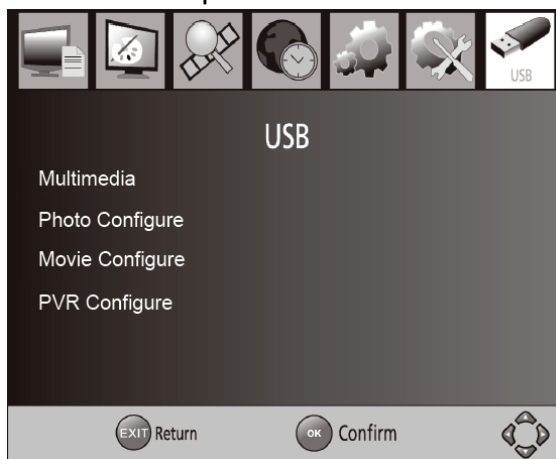 USB
USB
Multimedia
Photo Configure
Movie Configure
PVR Configure
EXIT Return
OK Confirm